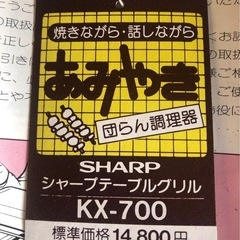 焼きながら・話しながら
あみやき
団らん調理器
SHARP
シャープテーブルグリル
KX-700
標準価格14,800円